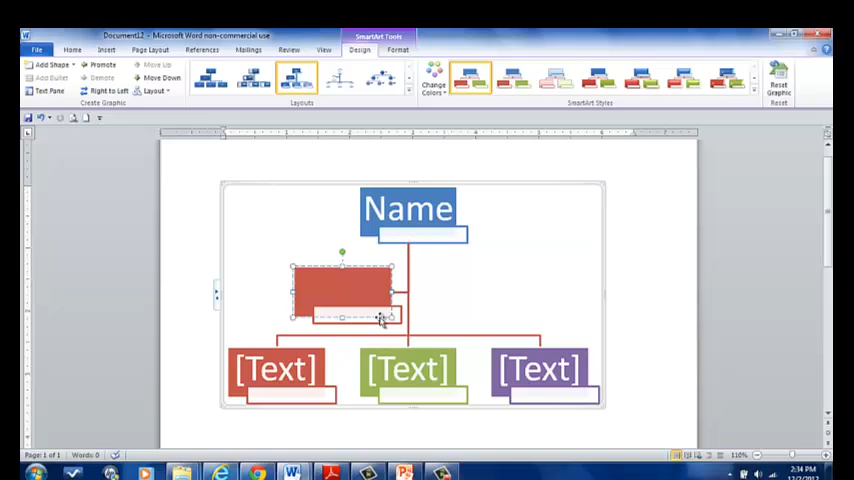 Document12 - Microsoft Word non-commercial use
SmartArt Tools
File Home Insert Page Layout References Mailings Review View Design Format
Add Shape Promote Move Up
Add Bullet Demote Move Down
Text Pane Right to Left Layout
Change Colors
Reset Graphic
Create Graphic Layouts SmartArt Styles Reset
Name
[Text] [Text] [Text]
Page: 1 of 1 Words: 0 110%
2:34 PM
12/7/2012